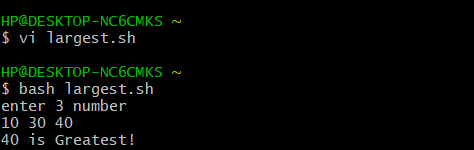 HP@DESKTOP-NC6CMKS ~
$ vi largest.sh
HP@DESKTOP-NC6CMKS ~
$ bash largest.sh
enter 3 number
10 30 40
40 is Greatest!